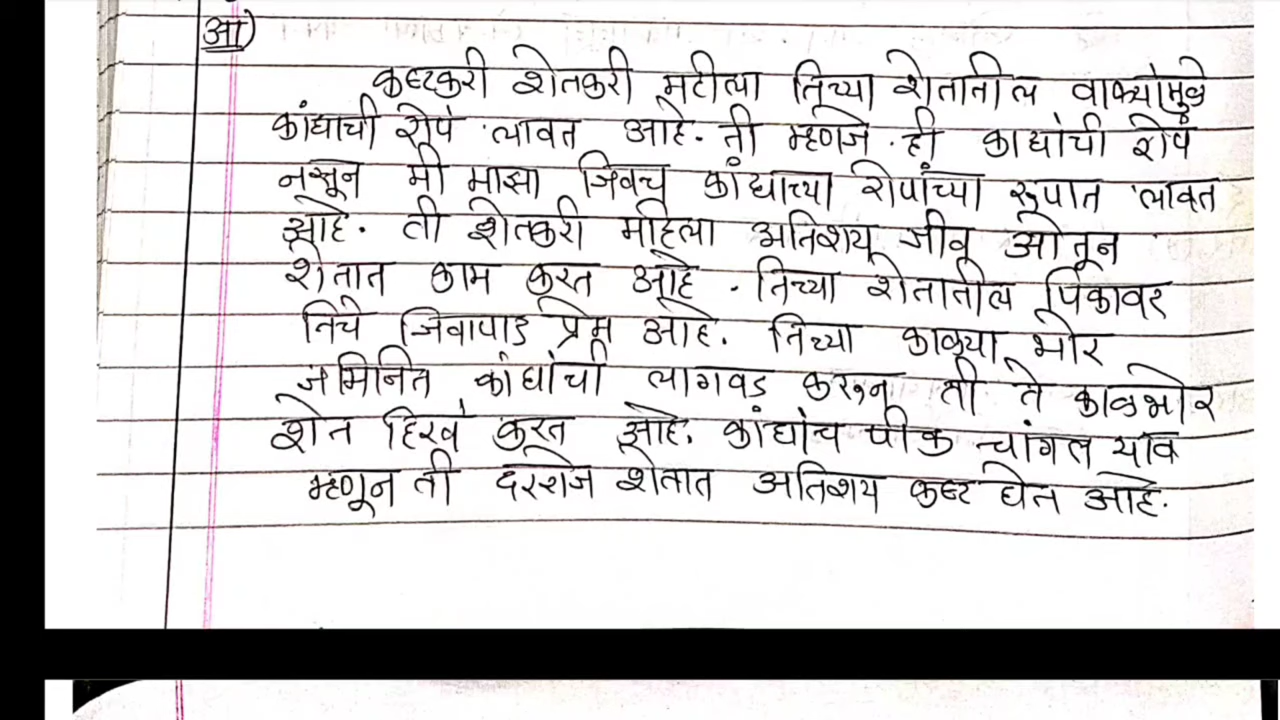 आ)
कष्टकरी शेतकरी महीला तिच्या शेतातील वाफ्यांमुळे
कांद्याची रोपे लावत आहे. ती म्हणजे ही कांद्यांची रोपे
नसून मी माझा जिवच कांद्याच्या रोपांच्या रुपात लावत
आहे. ती शेतकरी महिला अतिशय जीव ओतून
शेतात काम करत आहे. तिच्या शेतातील पिकावर
तिचे जिवापाड प्रेम आहे. तिच्या काळ्या भोर
जमिनित कांद्यांची लागवड करून ती ते काळभोर
शेत हिरवे करत आहे. कांद्यांच पीक चांगल याव
म्हणून ती दररोज शेतात अतिशय कष्ट घेत आहे.